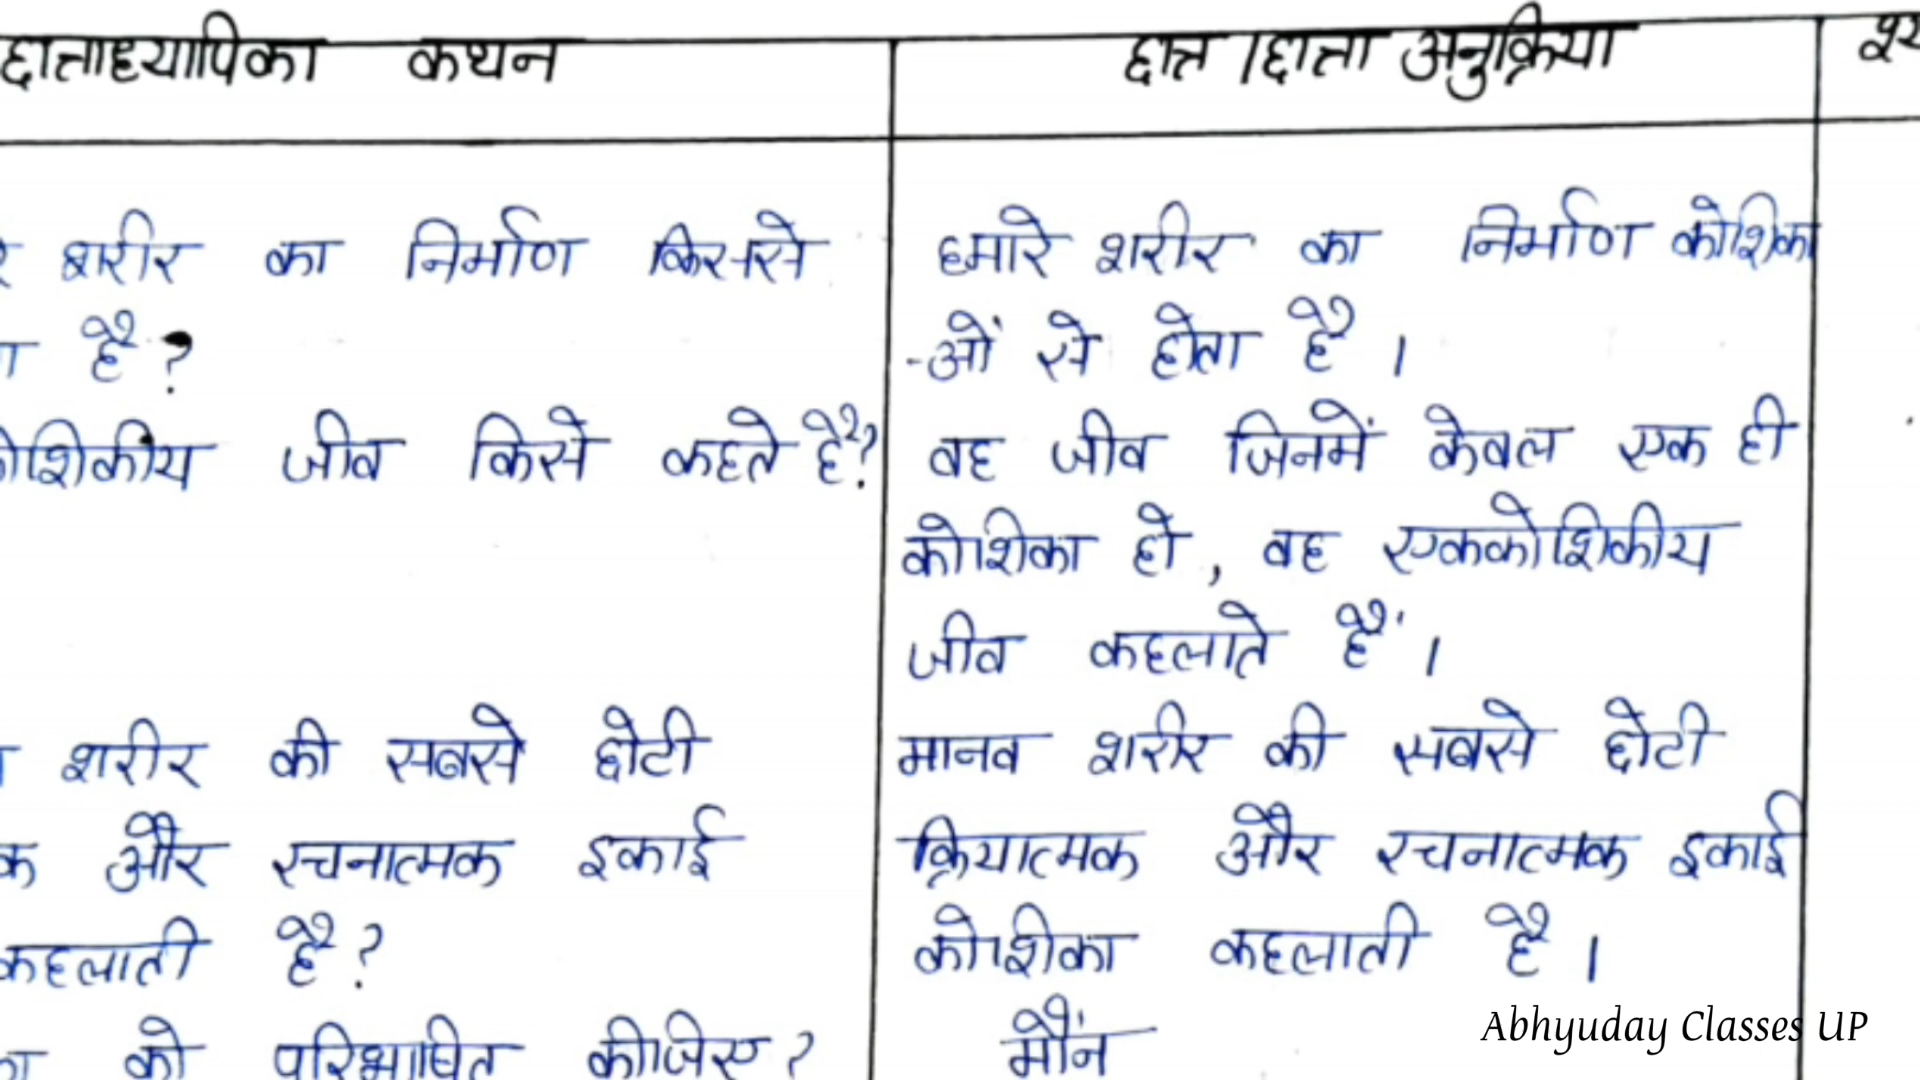 छात्राध्यापिका कथन
छात्र / छात्रा अनुक्रिया
शरीर का निर्माण किससे
है?
जीव किसे कहते है?
शरीर की सबसे छोटी
और रचनात्मक इकाई
कहलाती है?
को परिभाषित कीजिए?
हमारे शरीर का निर्माण कोशिका
-ओं से होता है ।
वह जीव जिनमें केवल एक ही
कोशिका हो, वह एककोशिकीय
जीव कहलाते हैं ।
मानव शरीर की सबसे छोटी
क्रियात्मक और रचनात्मक इकाई
कोशिका कहलाती है ।
मौन
Abhyuday Classes UP